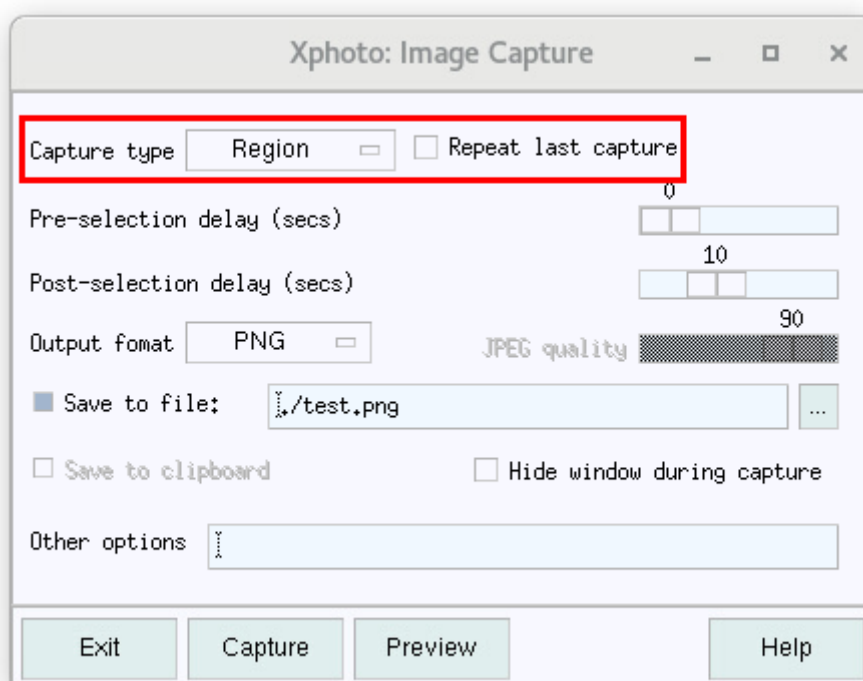 Xphoto: Image Capture
Capture type Region Repeat last capture
0
Pre-selection delay (secs)
10
Post-selection delay (secs)
90
Output fomat PNG JPEG quality
Save to file: ./test.png ...
Save to clipboard Hide window during capture
Other options
Exit Capture Preview Help